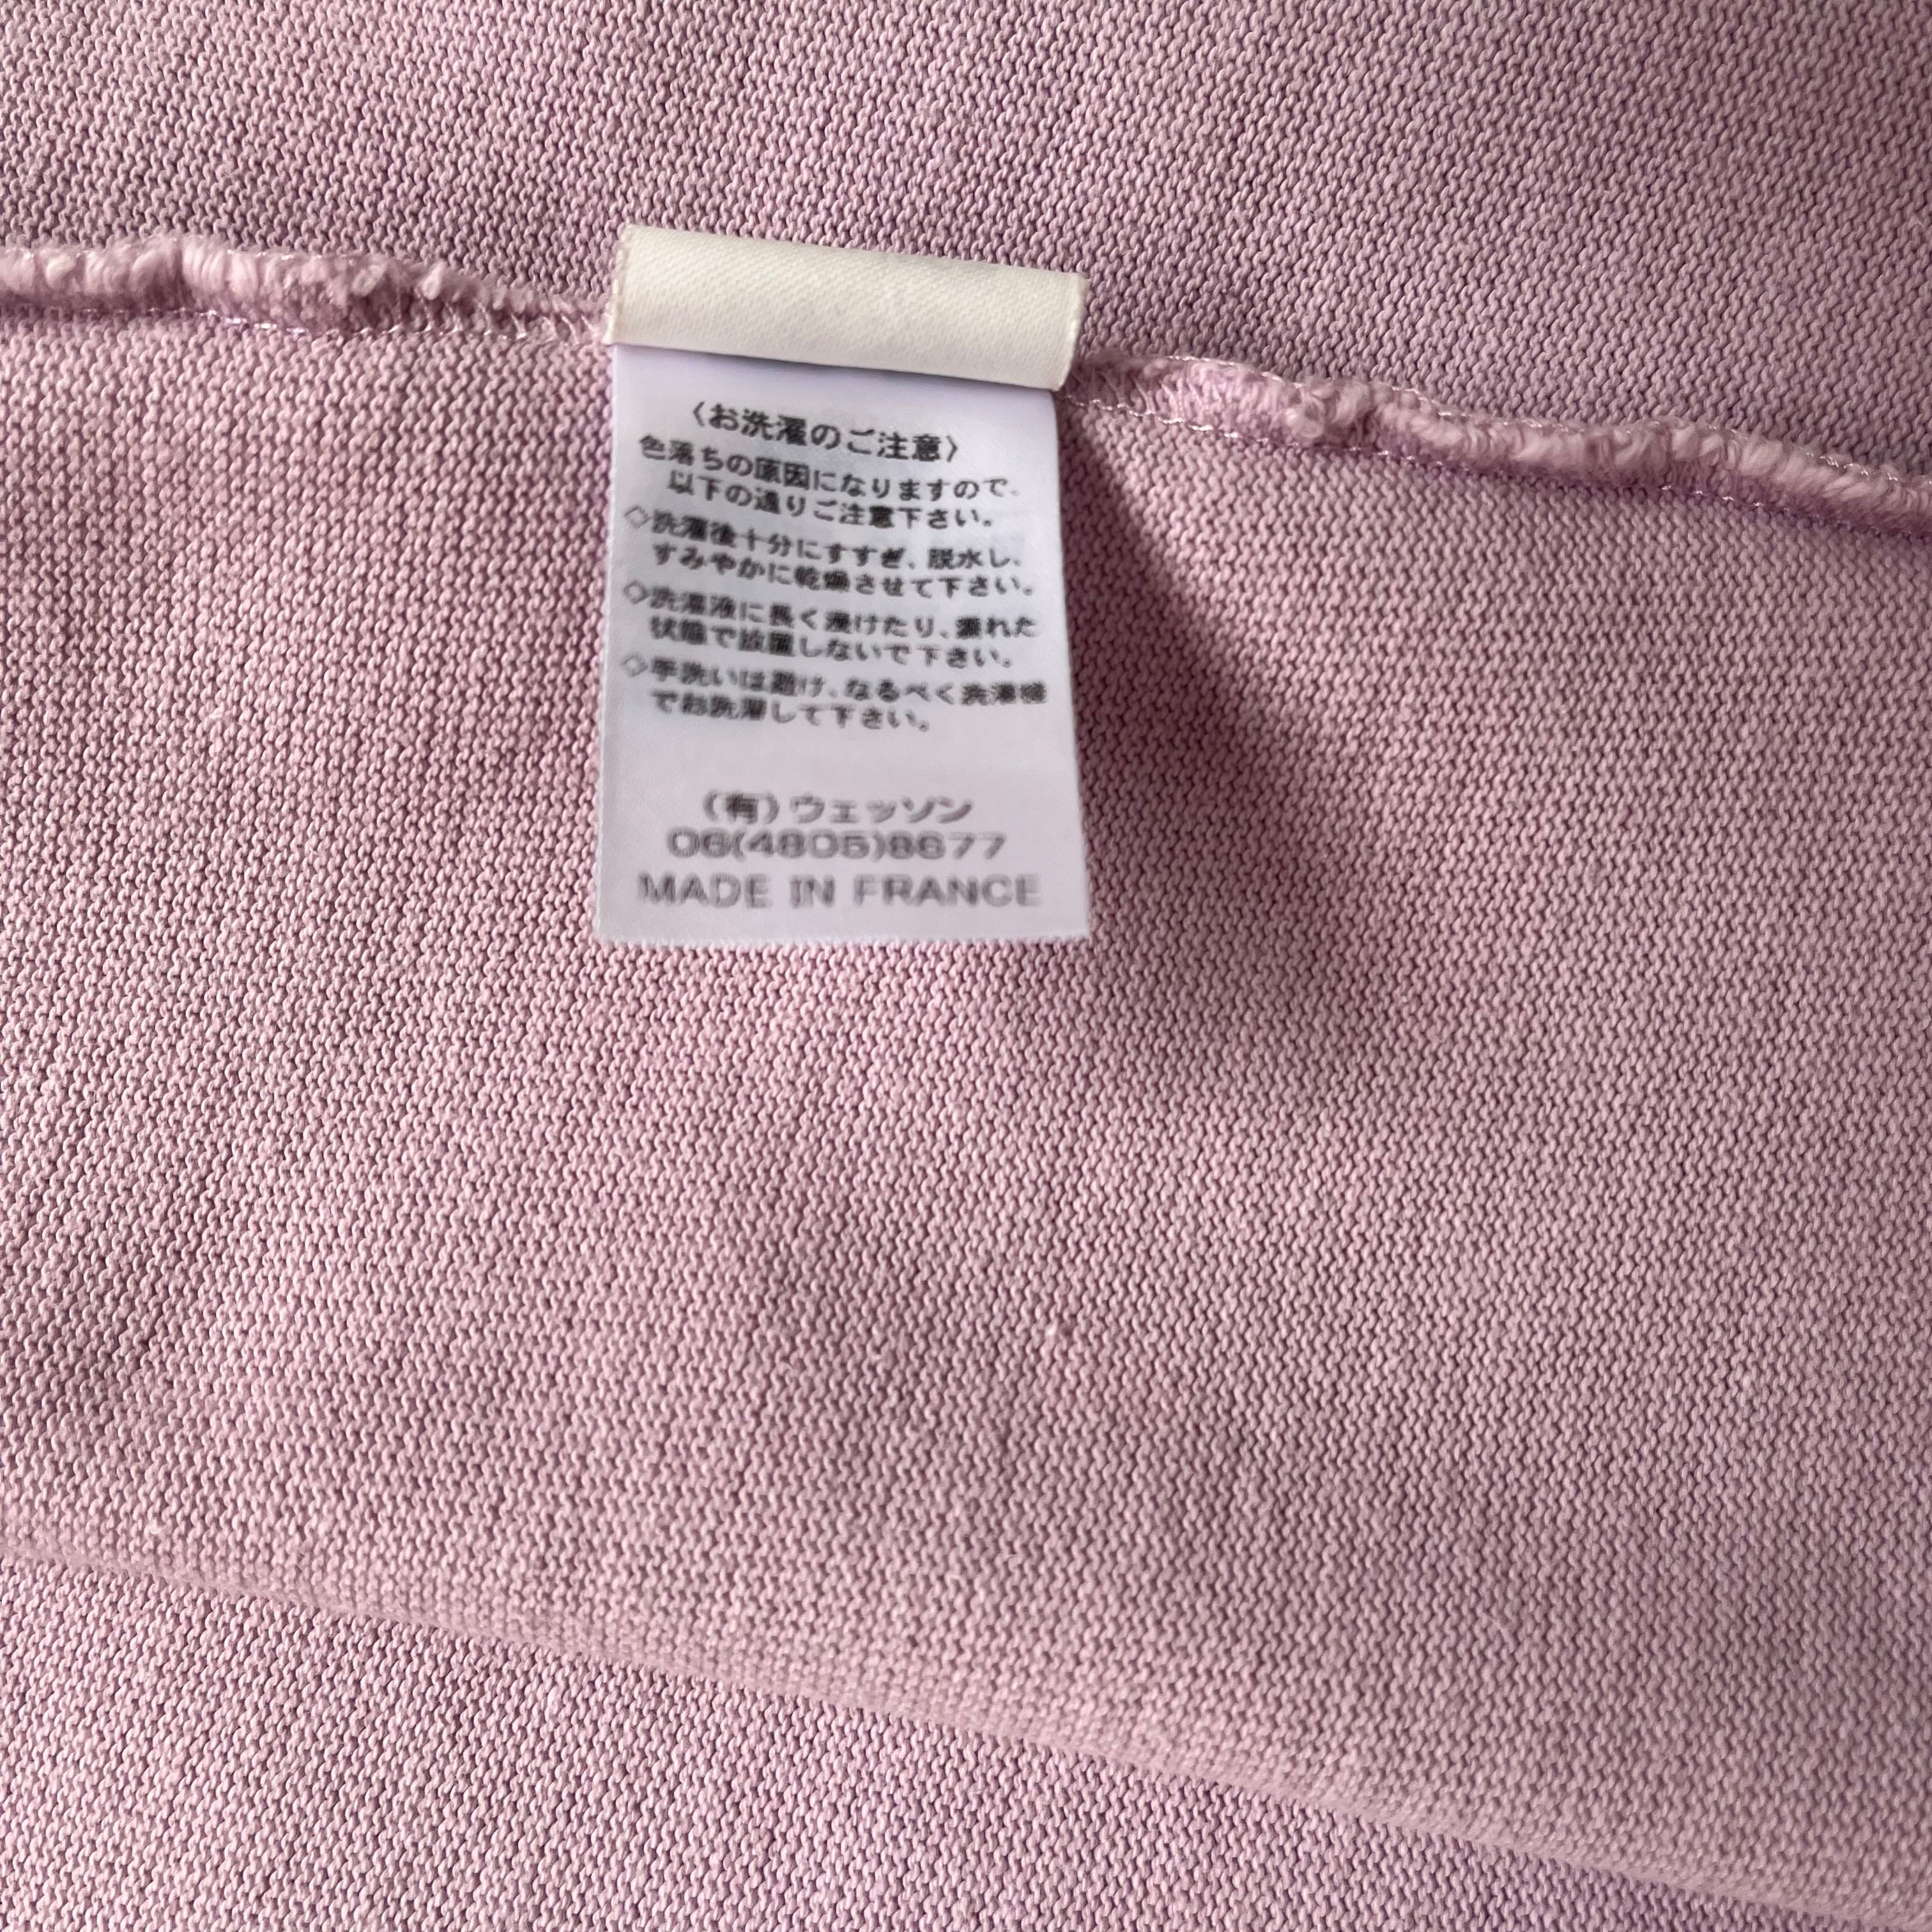 〈お洗濯のご注意〉
色落ちの原因になりますので、
以下の通りご注意下さい。
◇洗濯後十分にすすぎ、脱水し、
すみやかに乾燥させて下さい。
◇洗濯液に長く浸けたり、濡れた
状態で放置しないで下さい。
◇手洗いは避け、なるべく洗濯機
でお洗濯して下さい。
(有)ウェッソン
06(4805)8677
MADE IN FRANCE